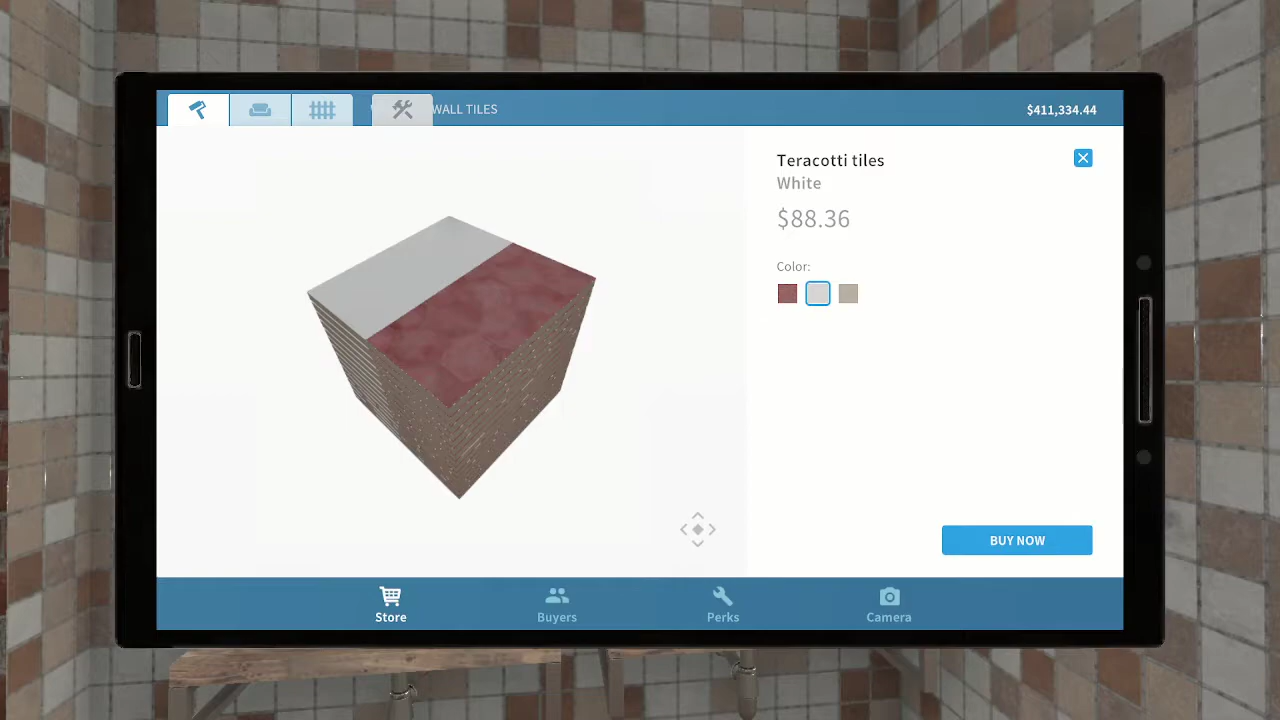 WALL TILES
$411,334.44
Teracotti tiles
White
$88.36
Color:
BUY NOW
Store
Buyers
Perks
Camera